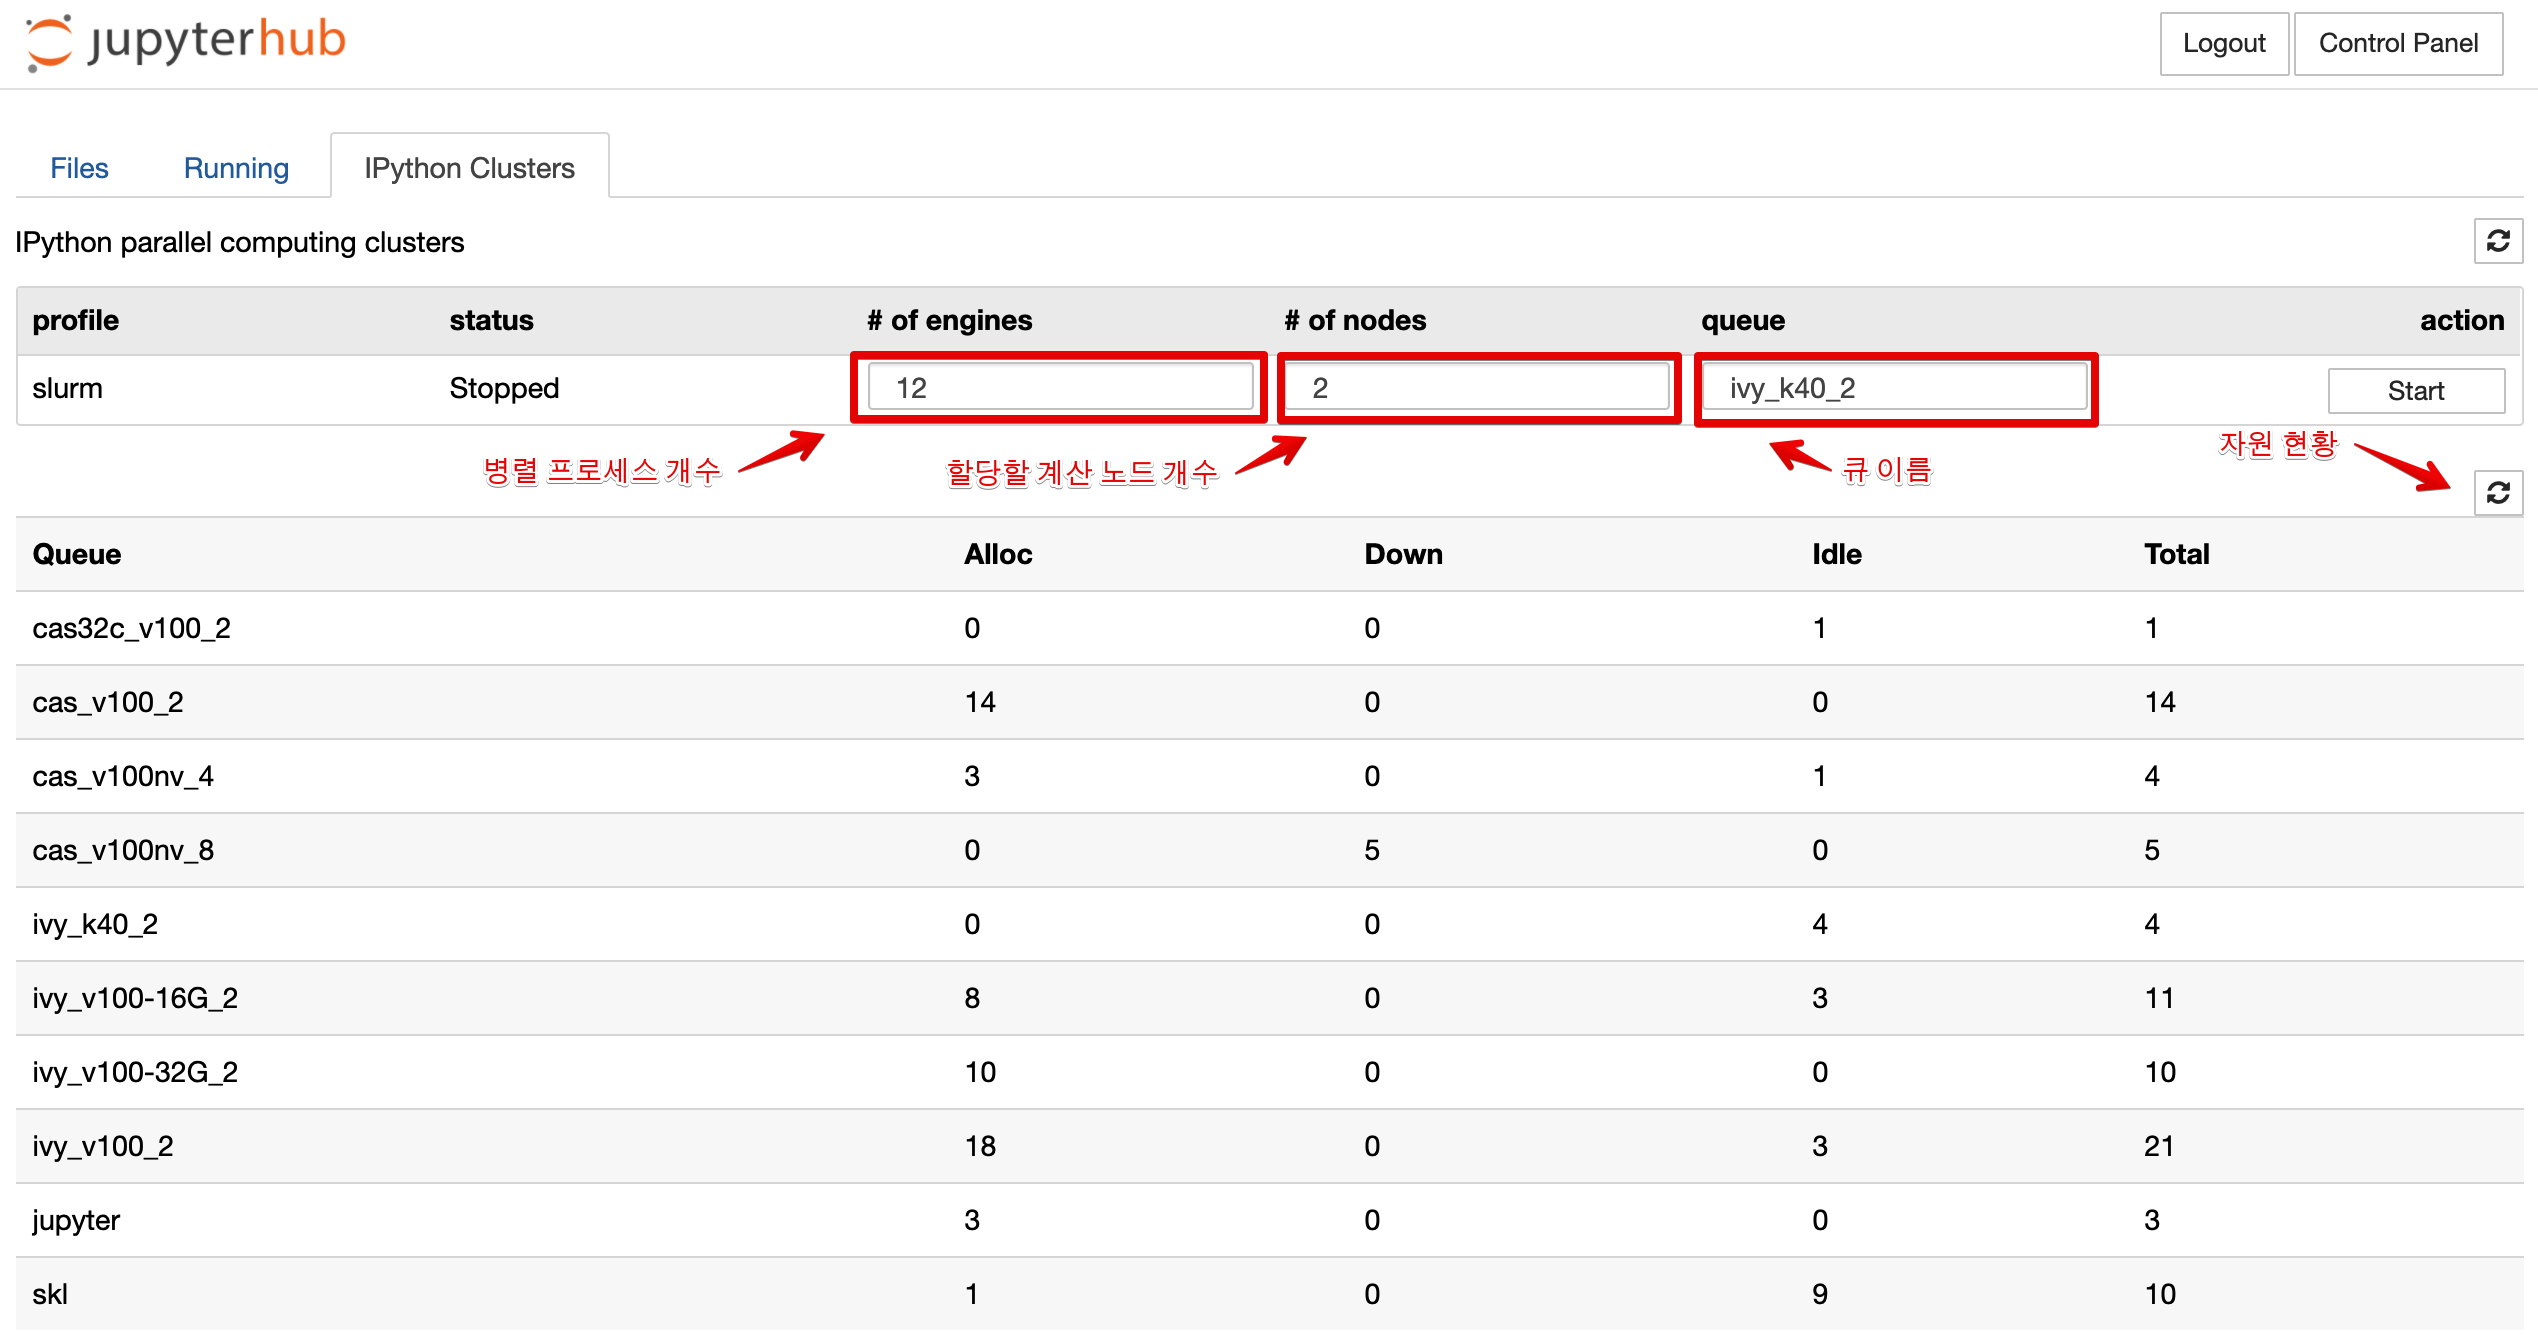 jupyterhub Logout Control Panel
Files Running IPython Clusters
IPython parallel computing clusters
profile status # of engines # of nodes queue action
slurm Stopped 12 2 ivy_k40_2 Start
병렬 프로세스 개수 할당할 계산 노드 개수 큐 이름 자원 현황
Queue Alloc Down Idle Total
cas32c_v100_2 0 0 1 1
cas_v100_2 14 0 0 14
cas_v100nv_4 3 0 1 4
cas_v100nv_8 0 5 0 5
ivy_k40_2 0 0 4 4
ivy_v100-16G_2 8 0 3 11
ivy_v100-32G_2 10 0 0 10
ivy_v100_2 18 0 3 21
jupyter 3 0 0 3
skl 1 0 9 10